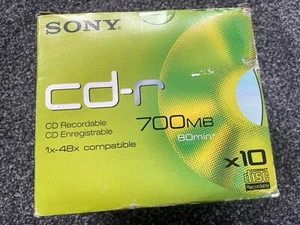 SONY
cd-r
CD Recordable
CD Enregistrable
700MB
80min
1x-48x compatible
x10
disc
Recordable